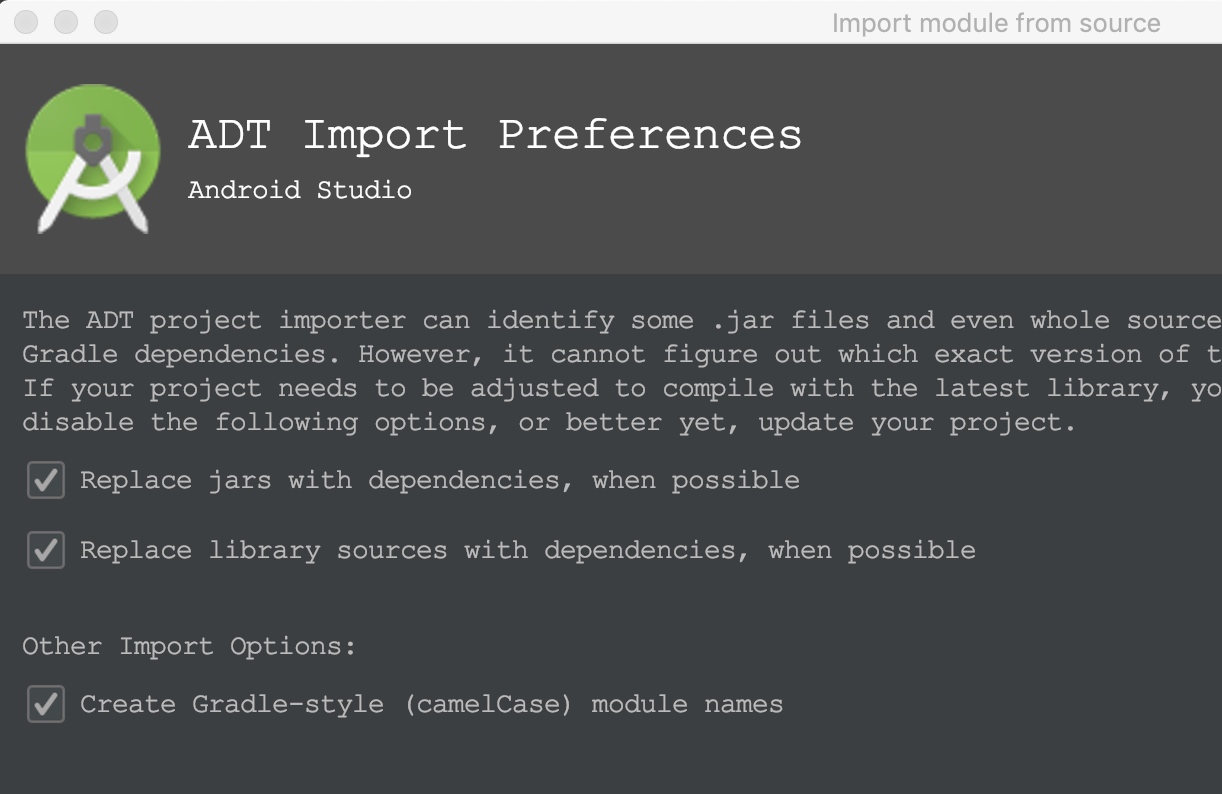 Import module from source
ADT Import Preferences
Android Studio
The ADT project importer can identify some .jar files and even whole source
Gradle dependencies. However, it cannot figure out which exact version of t
If your project needs to be adjusted to compile with the latest library, yo
disable the following options, or better yet, update your project.
Replace jars with dependencies, when possible
Replace library sources with dependencies, when possible
Other Import Options:
Create Gradle-style (camelCase) module names